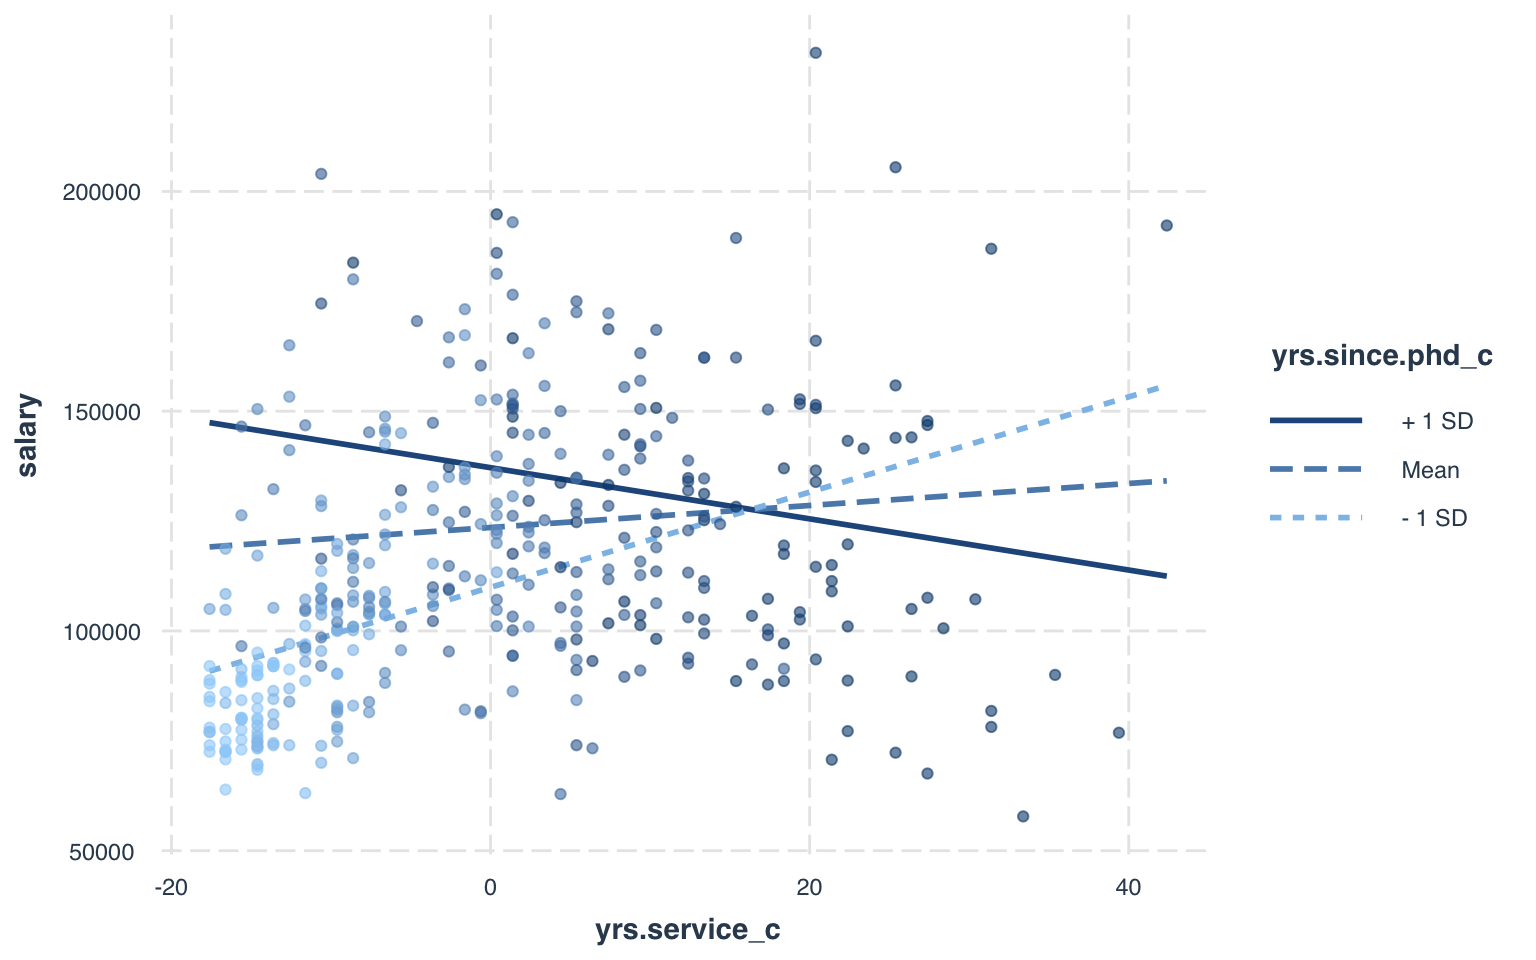 200000
150000
100000
50000
salary
-20
0
20
40
yrs.service_c
yrs.since.phd_c
+ 1 SD
Mean
- 1 SD